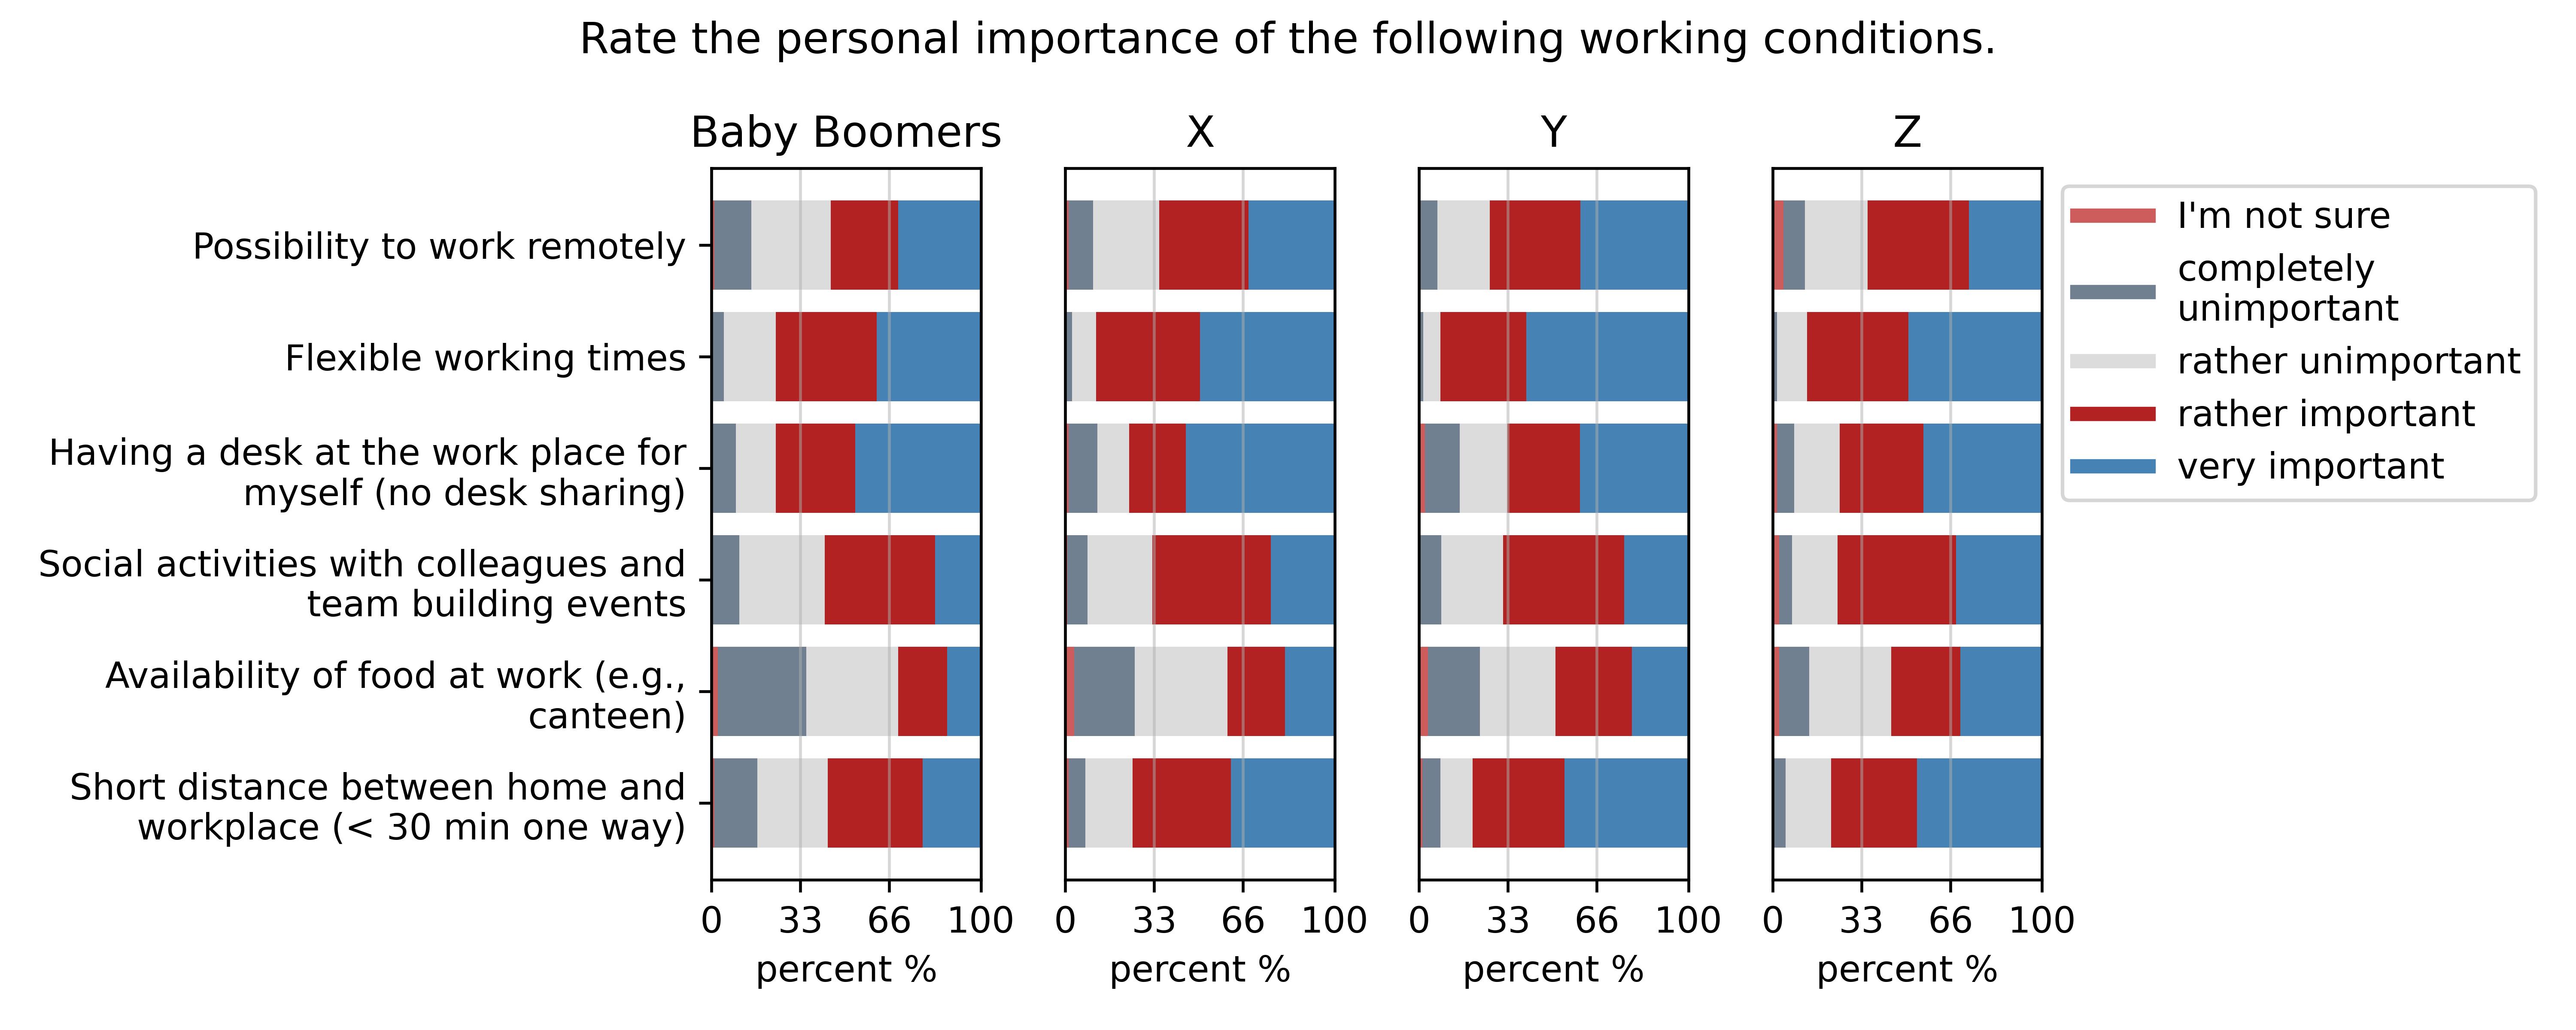 Rate the personal importance of the following working conditions.
Baby Boomers
X
Y
Z
Possibility to work remotely
Flexible working times
Having a desk at the work place for
myself (no desk sharing)
Social activities with colleagues and
team building events
Availability of food at work (e.g.,
canteen)
Short distance between home and
workplace (< 30 min one way)
0 33 66 100
percent %
0 33 66 100
percent %
0 33 66 100
percent %
0 33 66 100
percent %
I'm not sure
completely
unimportant
rather unimportant
rather important
very important